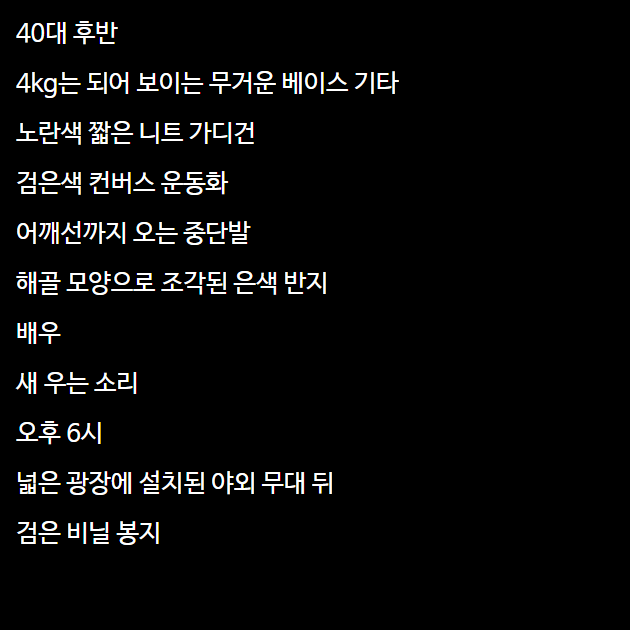 40대 후반
4kg는 되어 보이는 무거운 베이스 기타
노란색 짧은 니트 가디건
검은색 컨버스 운동화
어깨선까지 오는 중단발
해골 모양으로 조각된 은색 반지
배우
새 우는 소리
오후 6시
넓은 광장에 설치된 야외 무대 뒤
검은 비닐 봉지